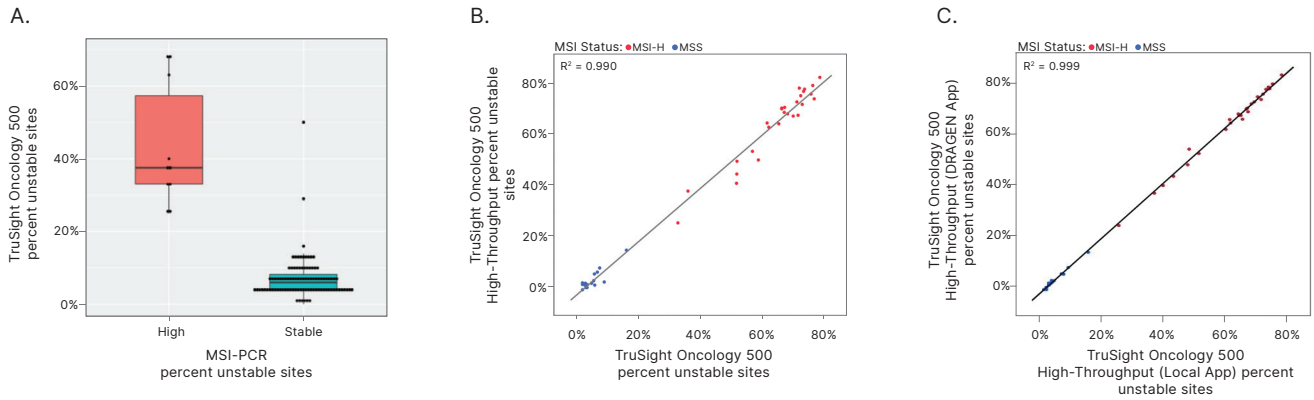 A.
TruSight Oncology 500
percent unstable sites
60%
40%
20%
0%
High
Stable
MSI-PCR
percent unstable sites
B.
MSI Status: MSI-H MSS
R² = 0.990
TruSight Oncology 500
High-Throughput percent unstable
sites
80%
60%
40%
20%
0%
0%
20%
40%
60%
80%
TruSight Oncology 500
percent unstable sites
C.
MSI Status: MSI-H MSS
R² = 0.999
TruSight Oncology 500
High-Throughput (DRAGEN App)
percent unstable sites
80%
60%
40%
20%
0%
0%
20%
40%
60%
80%
TruSight Oncology 500
High-Throughput (Local App) percent
unstable sites